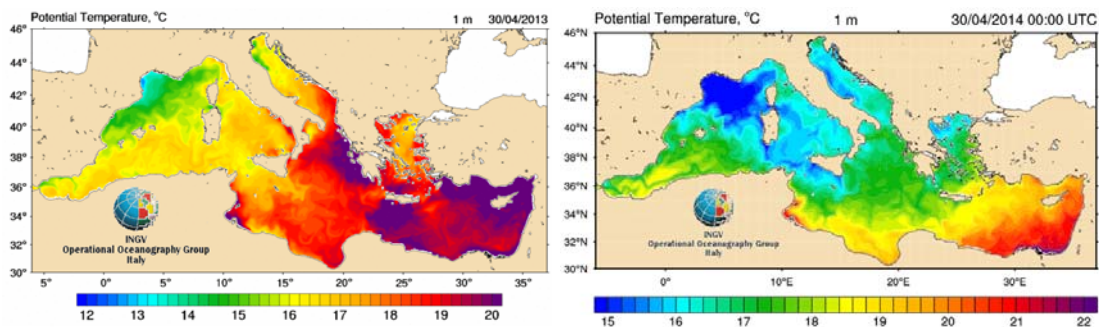 Potential Temperature, °C 1 m 30/04/2013
46°
44°
42°
40°
38°
36°
34°
32°
30°
INGV
Operational Oceanography Group
Italy
5° 0° 5° 10° 15° 20° 25° 30° 35°
12 13 14 15 16 17 18 19 20
Potential Temperature, °C 1 m 30/04/2014 00:00 UTC
46°N
44°N
42°N
40°N
38°N
36°N
34°N
32°N
30°N
INGV
Operational Oceanography Group
Italy
0° 10°E 20°E 30°E
15 16 17 18 19 20 21 22